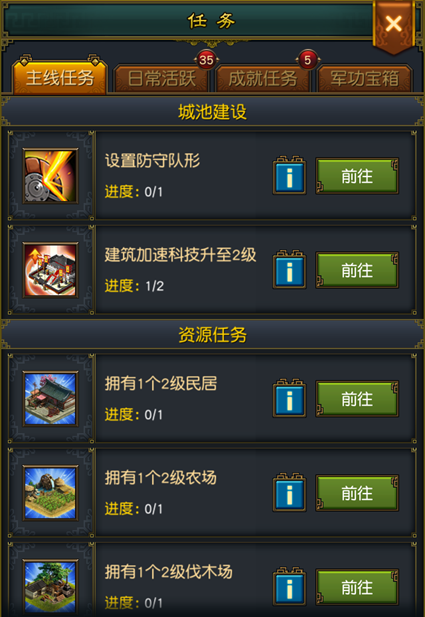 任务
主线任务
日常活跃
35
成就任务
5
军功宝箱
城池建设
设置防守队形
进度: 0/1
前往
建筑加速科技升至2级
进度: 1/2
前往
资源任务
拥有1个2级民居
进度: 0/1
前往
拥有1个2级农场
进度: 0/1
前往
拥有1个2级伐木场
进度: 0/1
前往